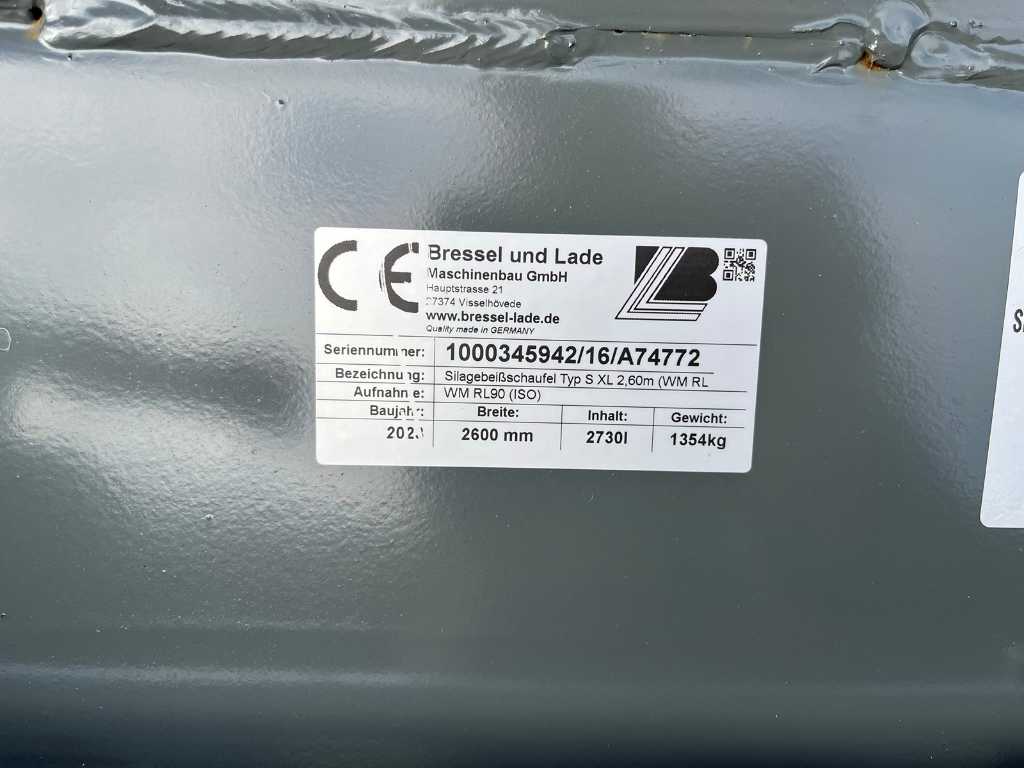 CE
Bressel und Lade
Maschinenbau GmbH
Hauptstrasse 21
27374 Visselhövede
www.bressel-lade.de
Quality made in GERMANY
LB
Seriennummer: 1000345942/16/A74772
Bezeichnung: Silagebeißschaufel Typ S XL 2,60m (WM RL
Aufnahme: WM RL90 (ISO)
Baujahr: Breite: Inhalt: Gewicht:
2600 mm 2730l 1354kg